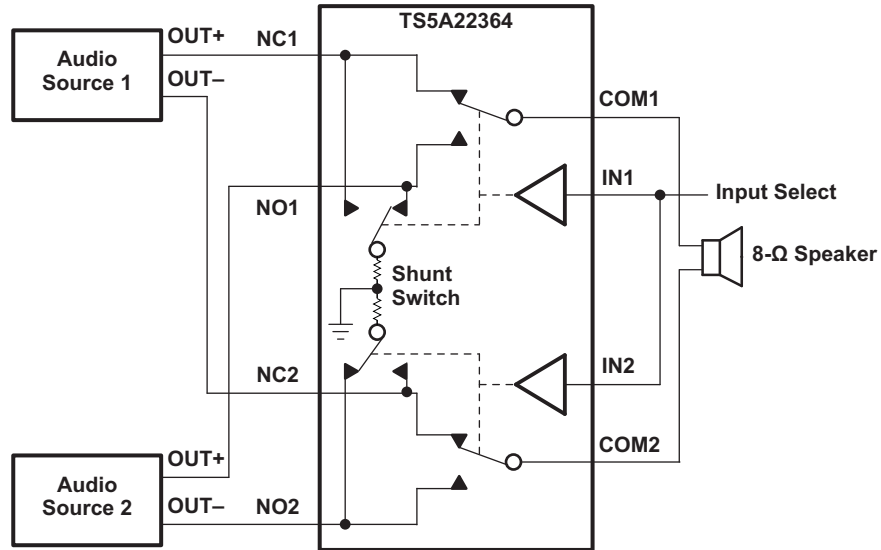 TS5A22364
Audio
Source 1
OUT+
NC1
OUT–
COM1
IN1
Input Select
NO1
8-Ω Speaker
Shunt
Switch
NC2
IN2
COM2
Audio
Source 2
OUT+
OUT–
NO2